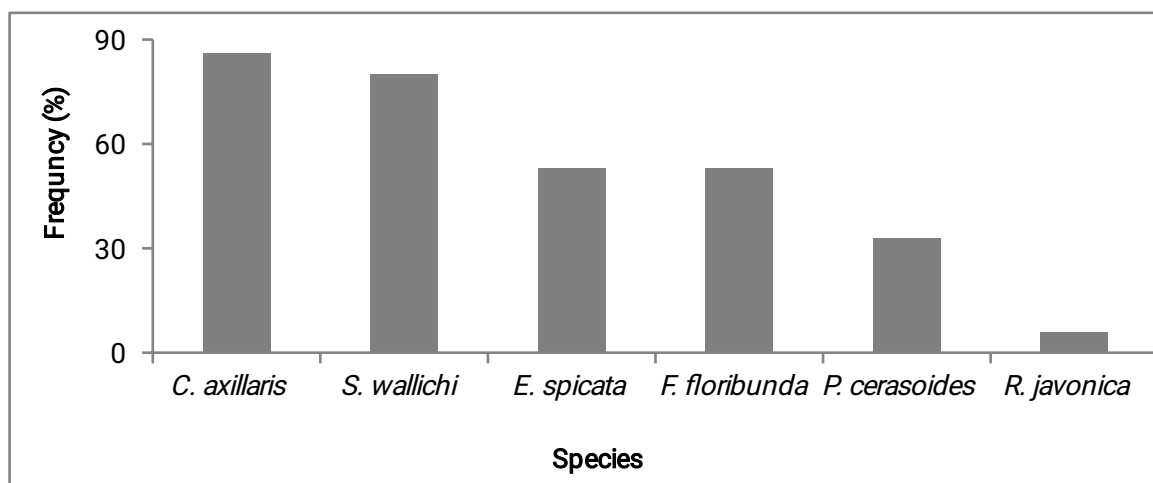 90
60
30
0
Frequncy (%)
C. axillaris S. wallichi E. spicata F. floribunda P. cerasoides R. javonica
Species